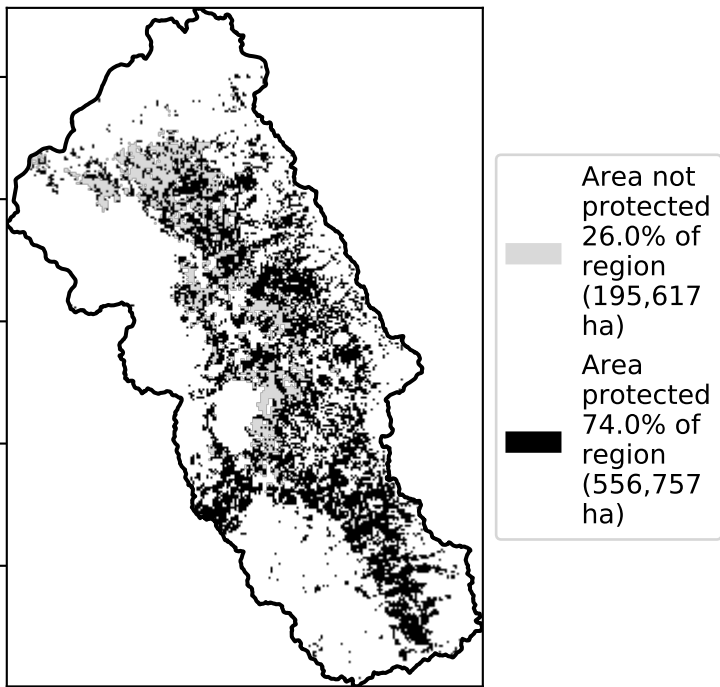 Area not
protected
26.0% of
region
(195,617
ha)
Area
protected
74.0% of
region
(556,757
ha)